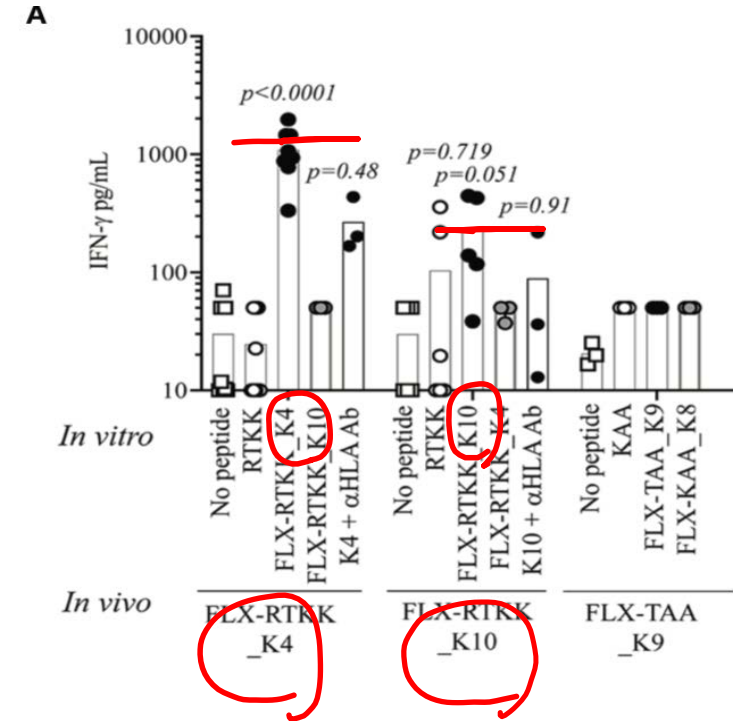 A
10000
1000
100
10
IFN-γ pg/mL
p<0.0001
p=0.48
p=0.719
p=0.051
p=0.91
In vitro
No peptide
RTKK
FLX-RTKK_K4
FLX-RTKK_K10
K4 + αHLA Ab
No peptide
RTKK
FLX-RTKK_K10
FLX-RTKK_K4
K10 + αHLA Ab
No peptide
KAA
FLX-TAA_K9
FLX-KAA_K8
In vivo
FLX-RTKK
_K4
FLX-RTKK
_K10
FLX-TAA
_K9